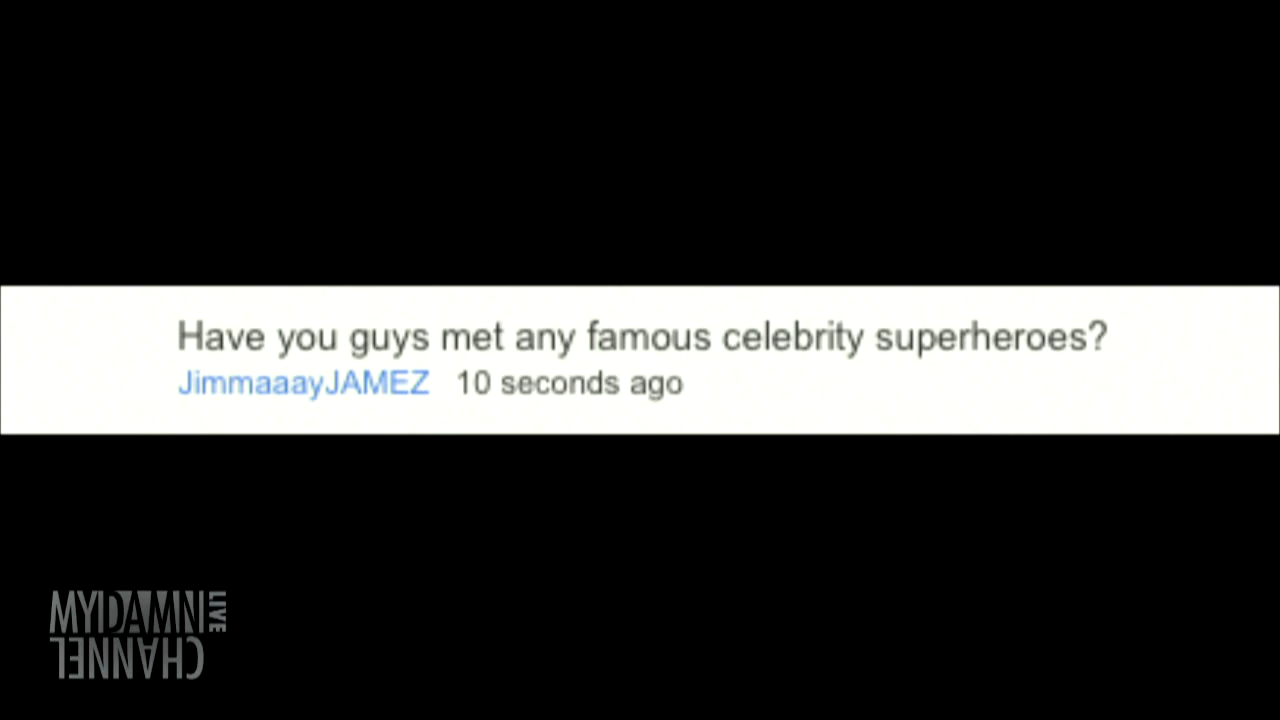 Have you guys met any famous celebrity superheroes?
JimmaaayJAMEZ 10 seconds ago
MYDAMN LIVE
CHANNEL